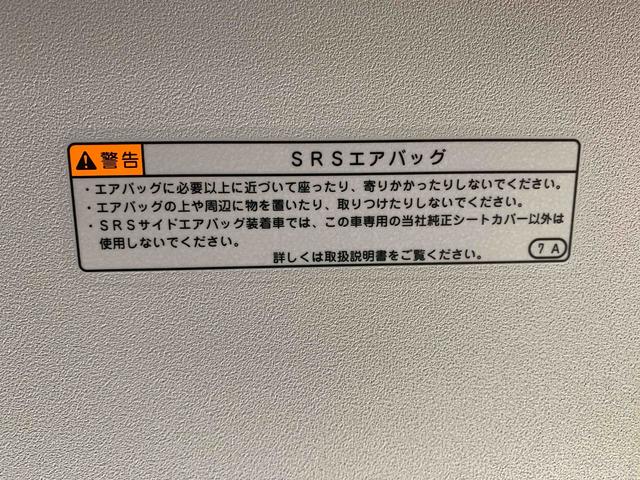 警告 SRSエアバッグ
・エアバッグに必要以上に近づいて座ったり、寄りかかったりしないでください。
・エアバッグの上や周辺に物を置いたり、取りつけたりしないでください。
・SRSサイドエアバッグ装着車では、この車専用の当社純正シートカバー以外は
使用しないでください。
詳しくは取扱説明書をご覧ください。 7A